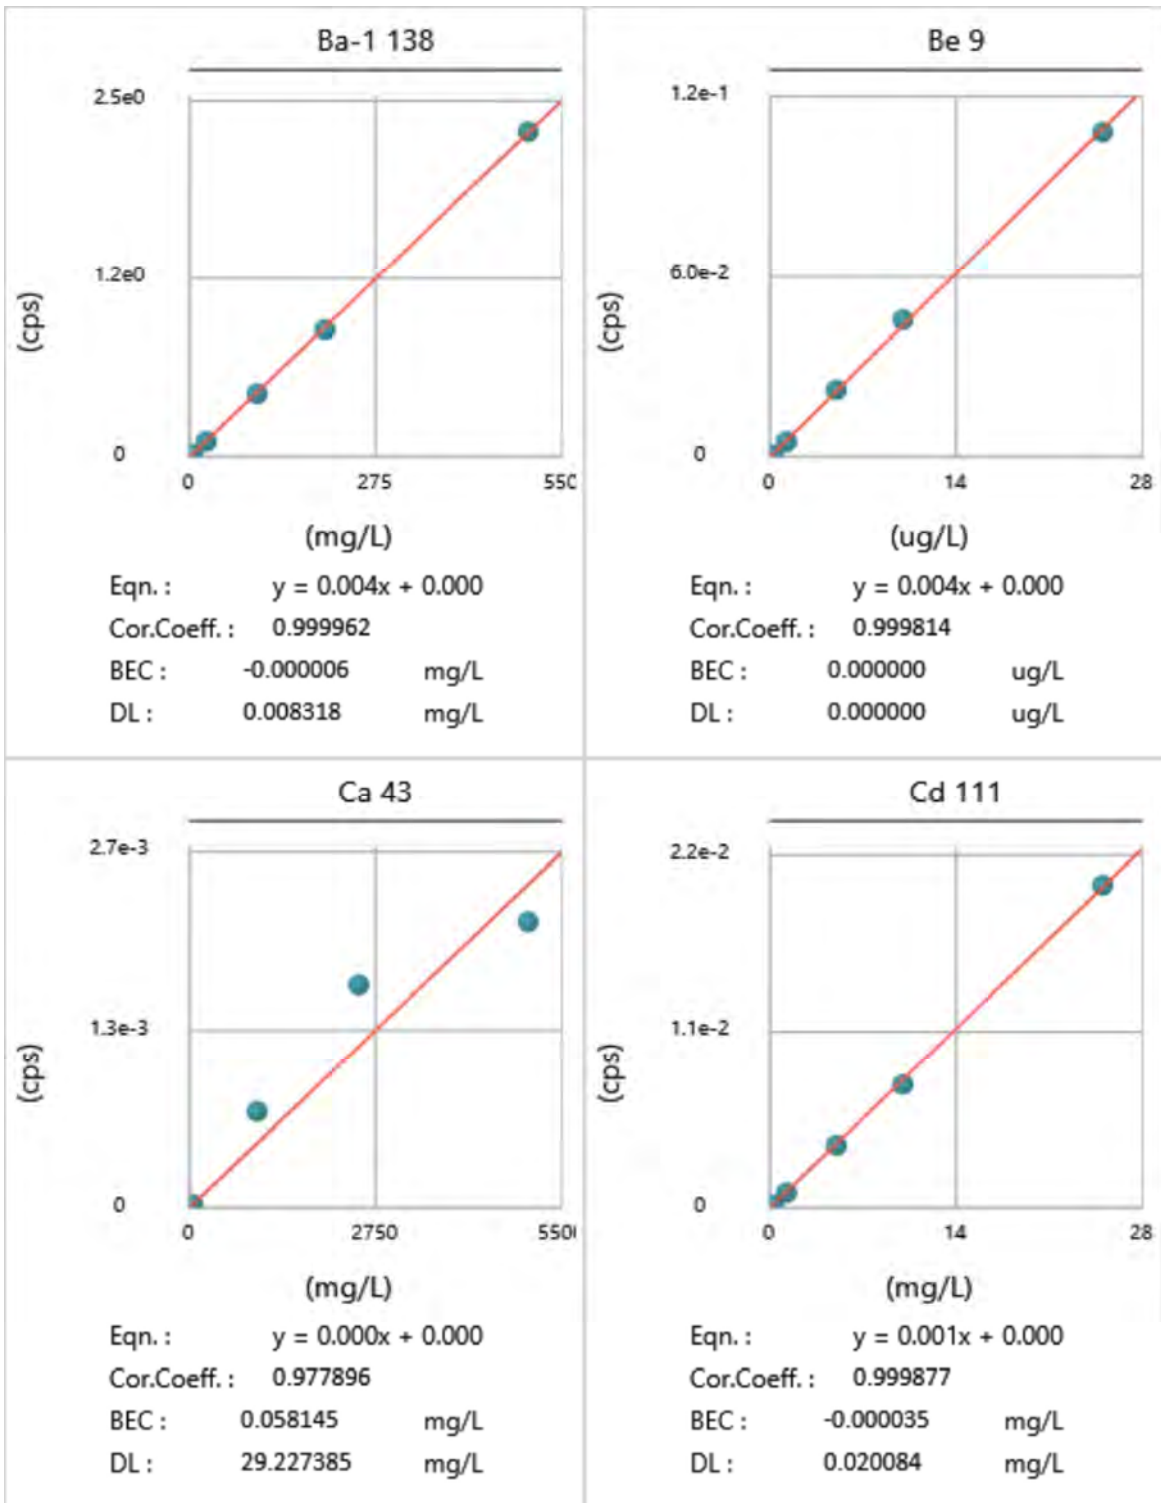 Ba-1 138
2.5e0
1.2e0
0
(cps)
0 275 550
(mg/L)
Eqn. : y = 0.004x + 0.000
Cor.Coeff. : 0.999962
BEC : -0.000006 mg/L
DL : 0.008318 mg/L
Be 9
1.2e-1
6.0e-2
0
(cps)
0 14 28
(ug/L)
Eqn. : y = 0.004x + 0.000
Cor.Coeff. : 0.999814
BEC : 0.000000 ug/L
DL : 0.000000 ug/L
Ca 43
2.7e-3
1.3e-3
0
(cps)
0 2750 550
(mg/L)
Eqn. : y = 0.000x + 0.000
Cor.Coeff. : 0.977896
BEC : 0.058145 mg/L
DL : 29.227385 mg/L
Cd 111
2.2e-2
1.1e-2
0
(cps)
0 14 28
(mg/L)
Eqn. : y = 0.001x + 0.000
Cor.Coeff. : 0.999877
BEC : -0.000035 mg/L
DL : 0.020084 mg/L